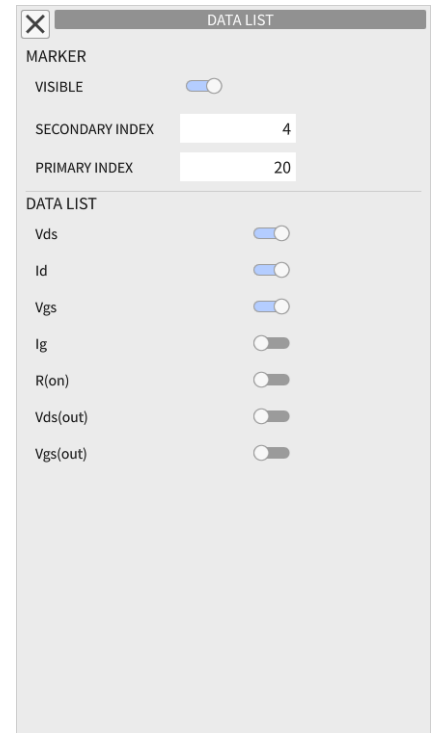 DATA LIST
MARKER
VISIBLE
SECONDARY INDEX 4
PRIMARY INDEX 20
DATA LIST
Vds
Id
Vgs
Ig
R(on)
Vds(out)
Vgs(out)